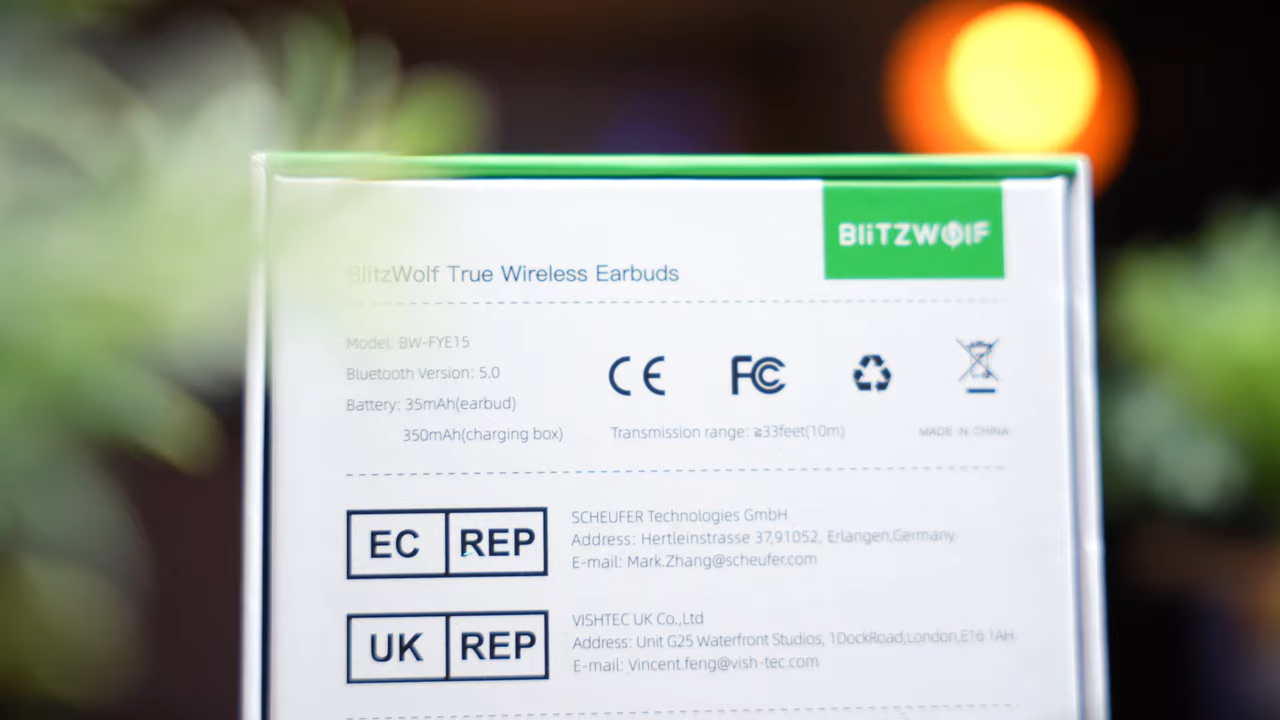 BLiTZWOLF
BlitzWolf True Wireless Earbuds
Model: BW-FYE15
Bluetooth Version: 5.0
Battery: 35mAh(earbud)
350mAh(charging box)
CE
FC
Transmission range: ≥33feet(10m)
MADE IN CHINA
EC REP
SCHEUFER Technologies GmbH
Address: Hertleinstrasse 37,91052, Erlangen,Germany
E-mail: Mark.Zhang@scheufer.com
UK REP
VISHTEC UK Co.,Ltd
Address: Unit G25 Waterfront Studios, 1DockRoad,London,E16 1AH
E-mail: Vincent.feng@vish-tec.com